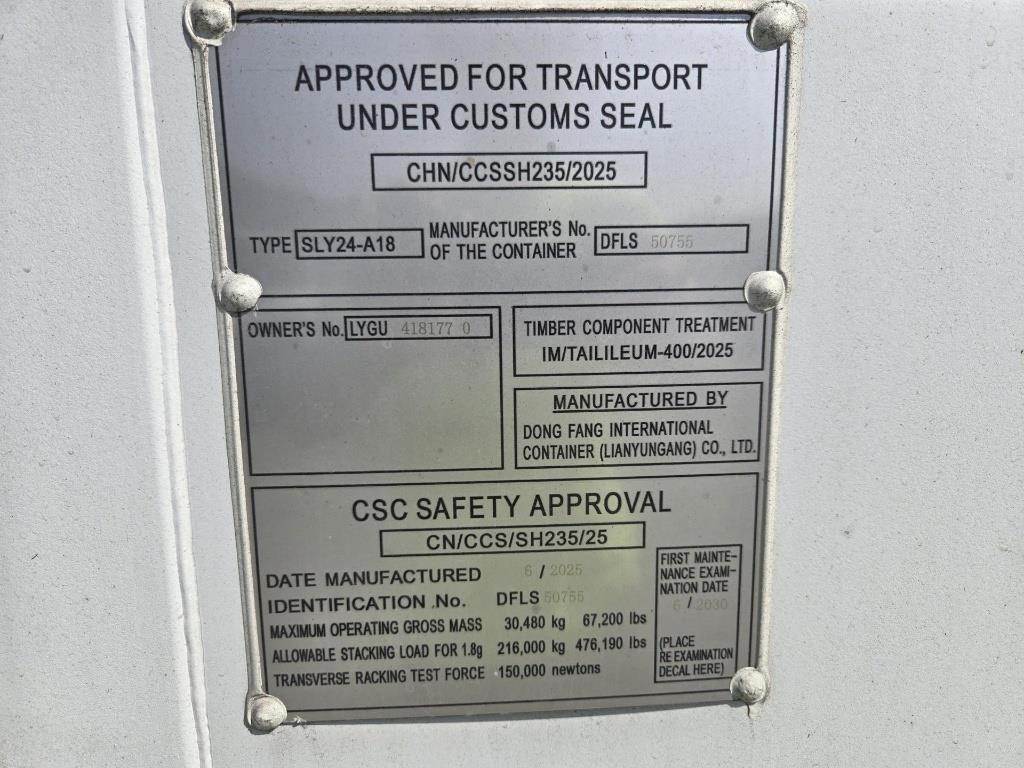 APPROVED FOR TRANSPORT
UNDER CUSTOMS SEAL
CHN/CCSSH235/2025
TYPE SLY24-A18
MANUFACTURER'S No.
OF THE CONTAINER
DFLS 50755
OWNER'S No. LYGU 418177 0
TIMBER COMPONENT TREATMENT
IM/TAILILEUM-400/2025
MANUFACTURED BY
DONG FANG INTERNATIONAL
CONTAINER (LIANYUNGANG) CO., LTD.
CSC SAFETY APPROVAL
CN/CCS/SH235/25
DATE MANUFACTURED 6 / 2025
IDENTIFICATION .No. DFLS 50755
MAXIMUM OPERATING GROSS MASS 30,480 kg 67,200 lbs
ALLOWABLE STACKING LOAD FOR 1.8g 216,000 kg 476,190 lbs
TRANSVERSE RACKING TEST FORCE 150,000 newtons
FIRST MAINTE-
NANCE EXAMI-
NATION DATE
6 / 2030
(PLACE
RE EXAMINATION
DECAL HERE)